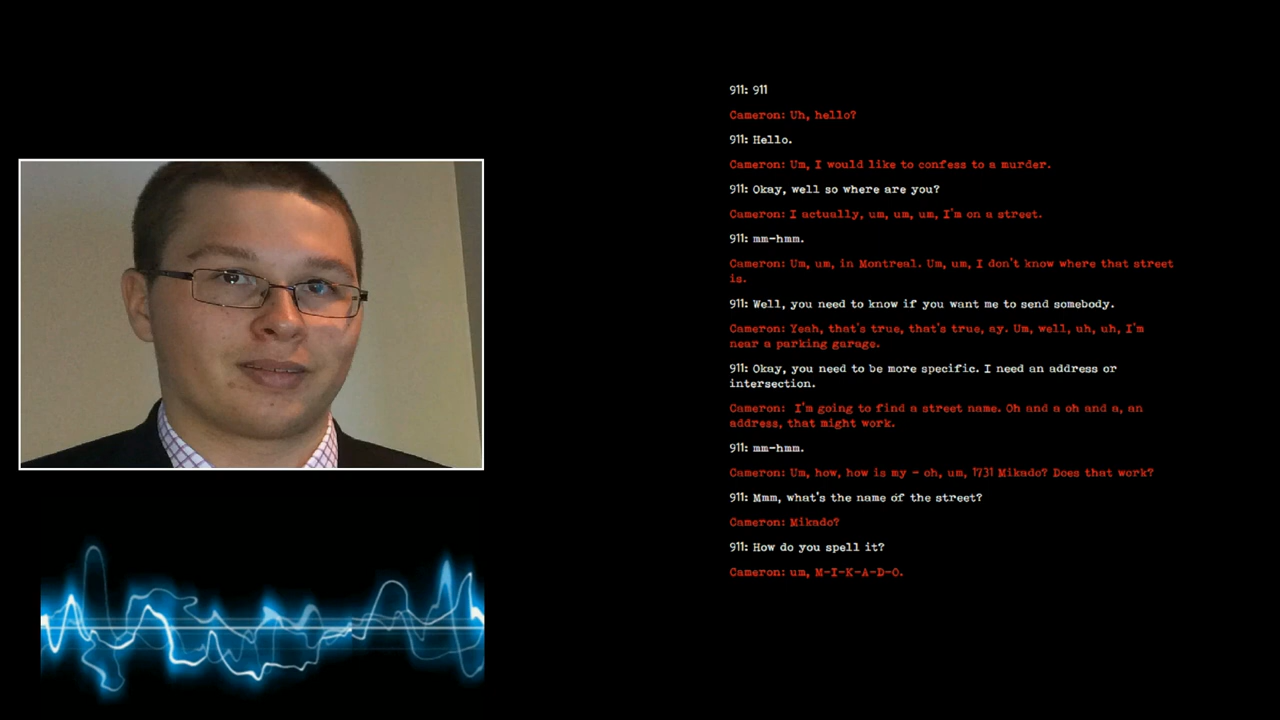 911: 911
Cameron: Uh, hello?
911: Hello.
Cameron: Um, I would like to confess to a murder.
911: Okay, well so where are you?
Cameron: I actually, um, um, um, I'm on a street.
911: mm-hmm.
Cameron: Um, um, in Montreal. Um, um, I don't know where that street
is.
911: Well, you need to know if you want me to send somebody.
Cameron: Yeah, that's true, that's true, ay. Um, well, uh, uh, I'm
near a parking garage.
911: Okay, you need to be more specific. I need an address or
intersection.
Cameron: I'm going to find a street name. Oh and a oh and a, an
address, that might work.
911: mm-hmm.
Cameron: Um, how, how is my - oh, um, 1731 Mikado? Does that work?
911: Mmm, what's the name of the street?
Cameron: Mikado?
911: How do you spell it?
Cameron: um, M-I-K-A-D-O.